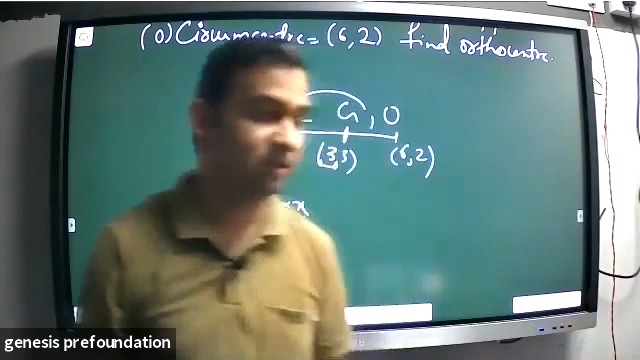 (O) Circumcentre = (6,2) find orthocentre.
G, O
(3,3) (6,2)
genesis prefoundation